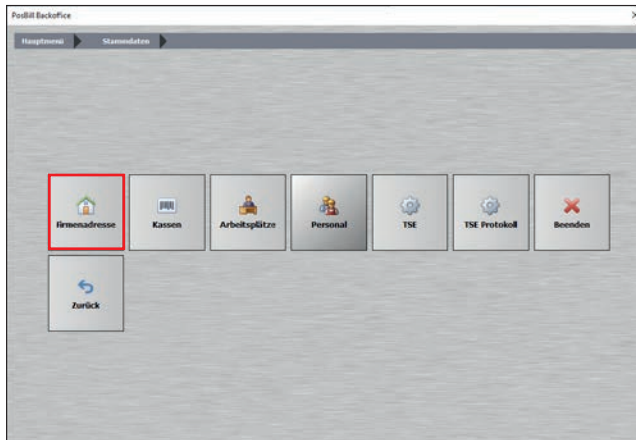 PosBill Backoffice
Hauptmenü Stammdaten
Firmenadresse Kassen Arbeitsplätze Personal TSE TSE Protokoll Beenden
Zurück